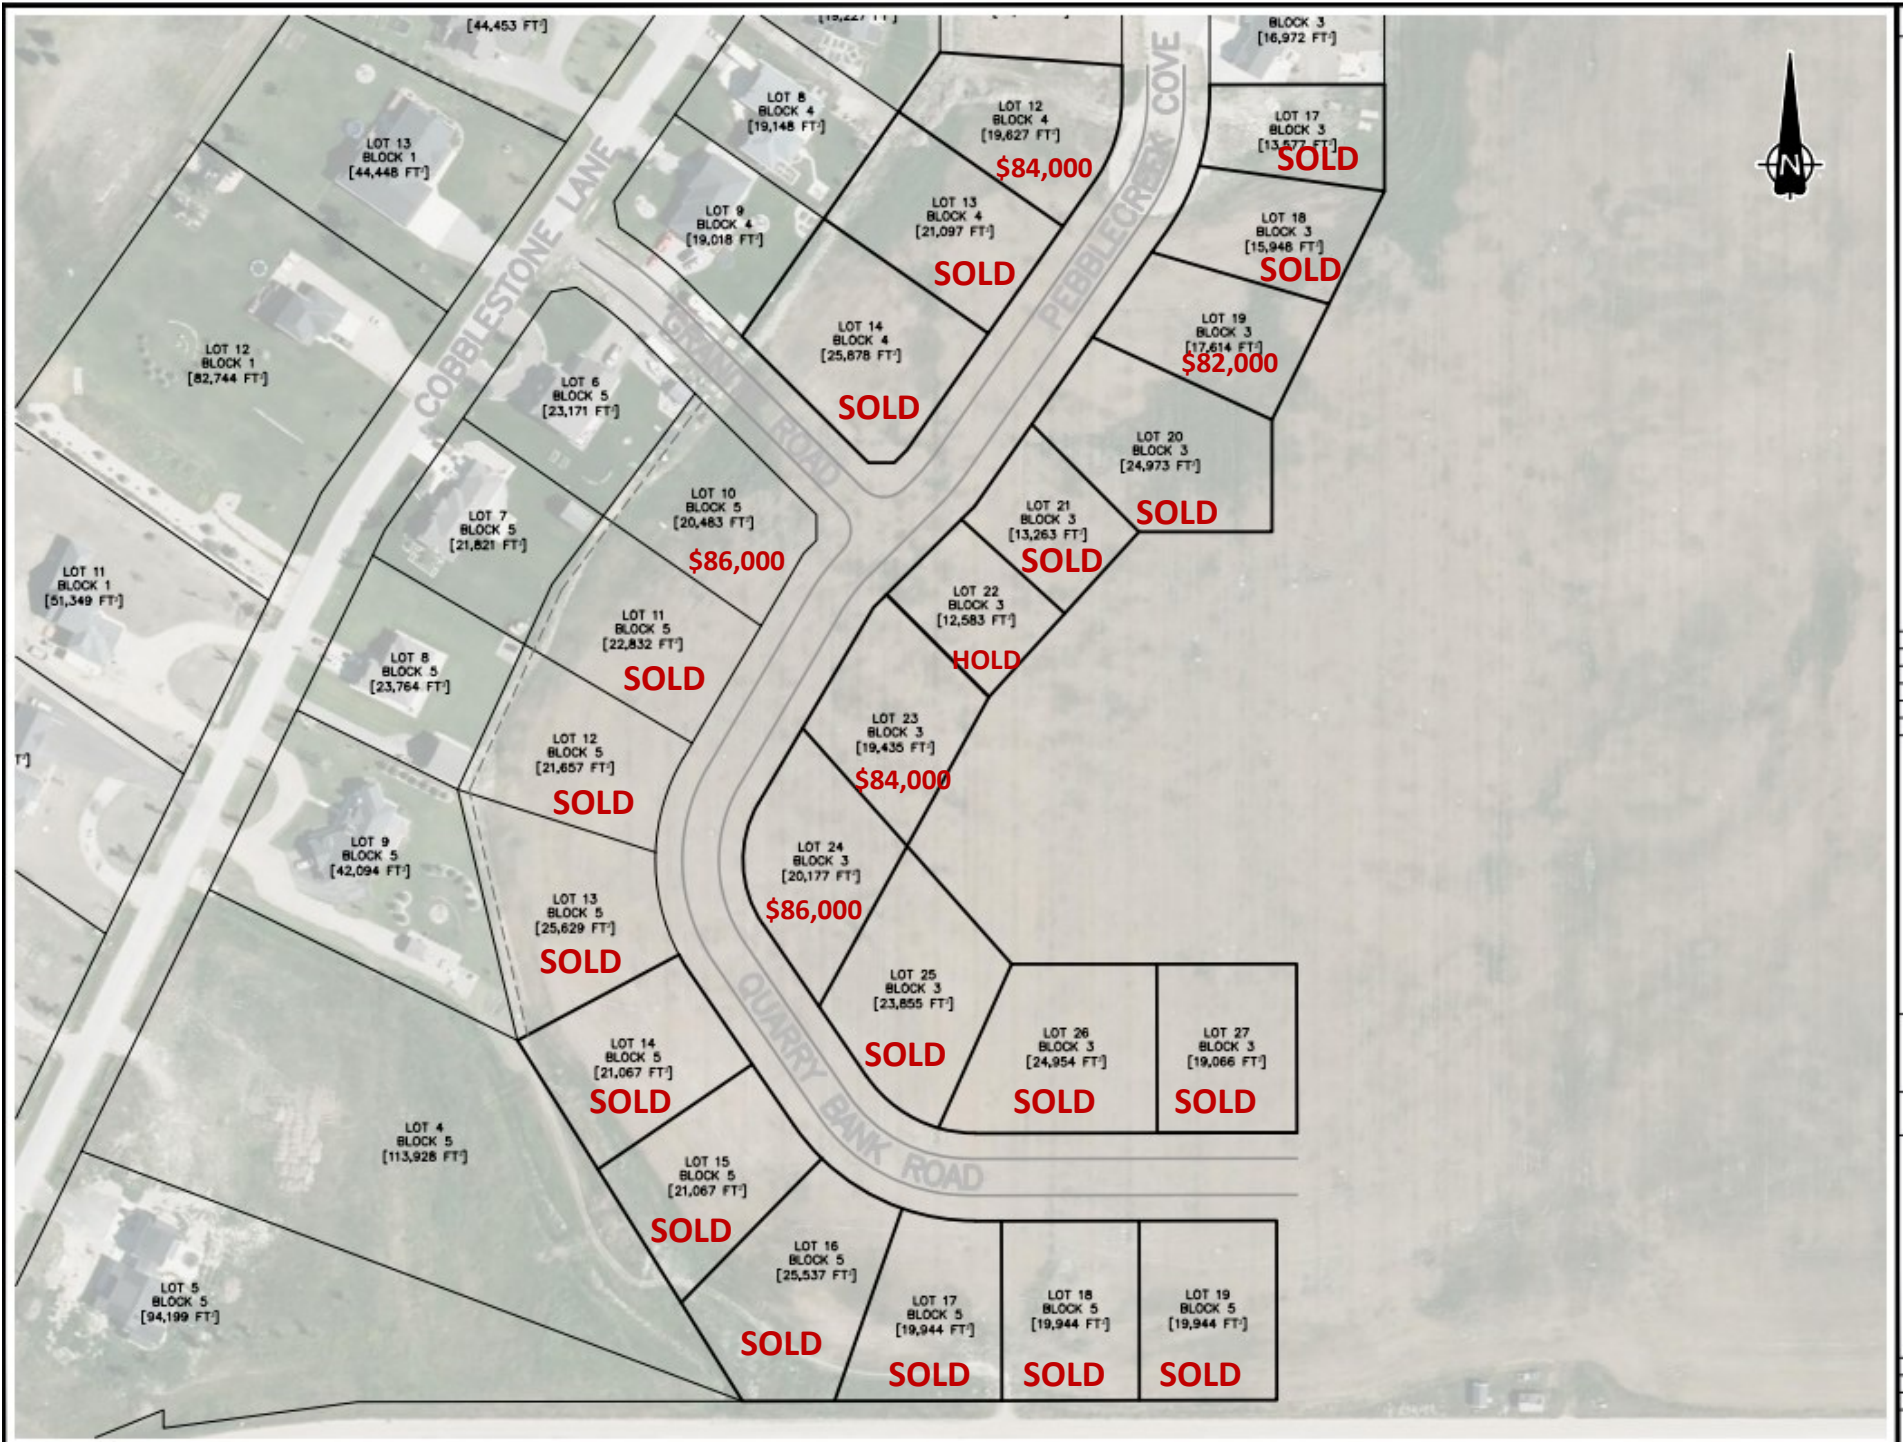 [44,453 FT²]
[19,227 FT²]
BLOCK 3
[16,972 FT²]
LOT 8
BLOCK 4
[19,148 FT²]
LOT 12
BLOCK 4
[19,627 FT²]
$84,000
PEBBLECREEK COVE
LOT 17
BLOCK 3
[13,577 FT²]
SOLD
N
LOT 13
BLOCK 1
[44,448 FT²]
COBBLESTONE LANE
LOT 9
BLOCK 4
[19,018 FT²]
LOT 13
BLOCK 4
[21,097 FT²]
SOLD
LOT 18
BLOCK 3
[15,948 FT²]
SOLD
LOT 12
BLOCK 1
[82,744 FT²]
LOT 14
BLOCK 4
[25,878 FT²]
SOLD
LOT 19
BLOCK 3
[17,614 FT²]
$82,000
LOT 6
BLOCK 5
[23,171 FT²]
ROAD
LOT 20
BLOCK 3
[24,973 FT²]
SOLD
LOT 10
BLOCK 5
[20,483 FT²]
$86,000
LOT 21
BLOCK 3
[13,263 FT²]
SOLD
LOT 7
BLOCK 5
[21,821 FT²]
LOT 11
BLOCK 1
[51,349 FT²]
LOT 22
BLOCK 3
[12,583 FT²]
HOLD
LOT 11
BLOCK 5
[22,832 FT²]
SOLD
LOT 8
BLOCK 5
[23,764 FT²]
LOT 23
BLOCK 3
[19,435 FT²]
$84,000
LOT 12
BLOCK 5
[21,657 FT²]
SOLD
LOT 9
BLOCK 5
[42,094 FT²]
LOT 24
BLOCK 3
[20,177 FT²]
$86,000
LOT 13
BLOCK 5
[25,629 FT²]
SOLD
QUARRY BANK ROAD
LOT 25
BLOCK 3
[23,855 FT²]
SOLD
LOT 26
BLOCK 3
[24,954 FT²]
SOLD
LOT 27
BLOCK 3
[19,066 FT²]
SOLD
LOT 14
BLOCK 5
[21,067 FT²]
SOLD
LOT 4
BLOCK 5
[113,928 FT²]
LOT 15
BLOCK 5
[21,067 FT²]
SOLD
LOT 16
BLOCK 5
[25,537 FT²]
SOLD
LOT 5
BLOCK 5
[94,199 FT²]
LOT 17
BLOCK 5
[19,944 FT²]
SOLD
LOT 18
BLOCK 5
[19,944 FT²]
SOLD
LOT 19
BLOCK 5
[19,944 FT²]
SOLD